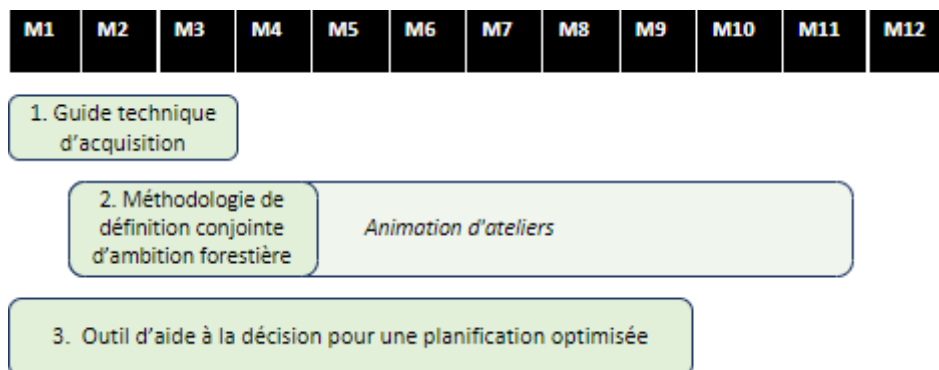 M1 M2 M3 M4 M5 M6 M7 M8 M9 M10 M11 M12
1. Guide technique
d'acquisition
2. Méthodologie de
définition conjointe
d'ambition forestière
Animation d'ateliers
3. Outil d'aide à la décision pour une planification optimisée